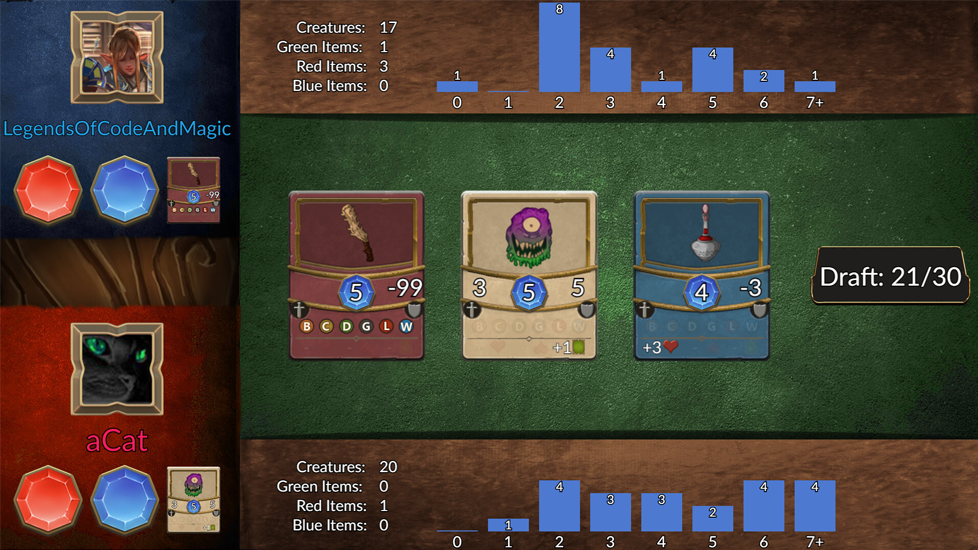 Creatures: 17
Green Items: 1
Red Items: 3
Blue Items: 0
1 8 4 1 4 2 1
0 1 2 3 4 5 6 7+
LegendsOfCodeAndMagic
5 -99
B C D G L W
5 -99
B C D G L W
3 5 5
B C D G L W
+1
4 -3
B C D G L W
+3
Draft: 21/30
aCat
3 5 5
Creatures: 20
Green Items: 0
Red Items: 1
Blue Items: 0
1 4 3 3 2 4 4
0 1 2 3 4 5 6 7+